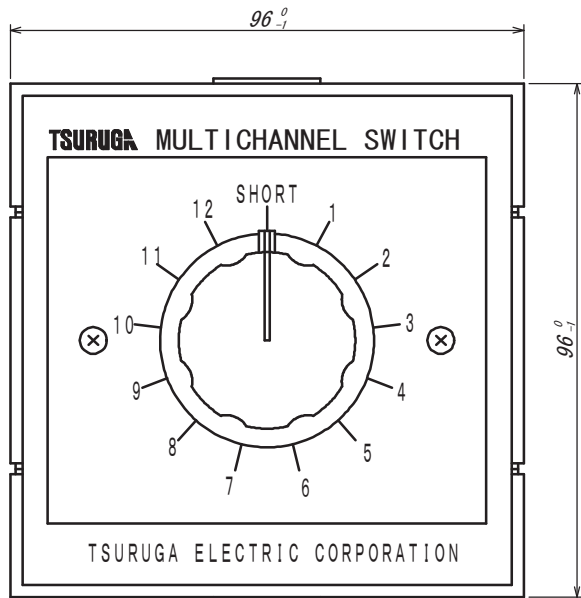 96 0 -1
TSURUGA MULTICHANNEL SWITCH
SHORT
12 1
11 2
10 3
9 4
8 5
7 6
96 0 -1
TSURUGA ELECTRIC CORPORATION